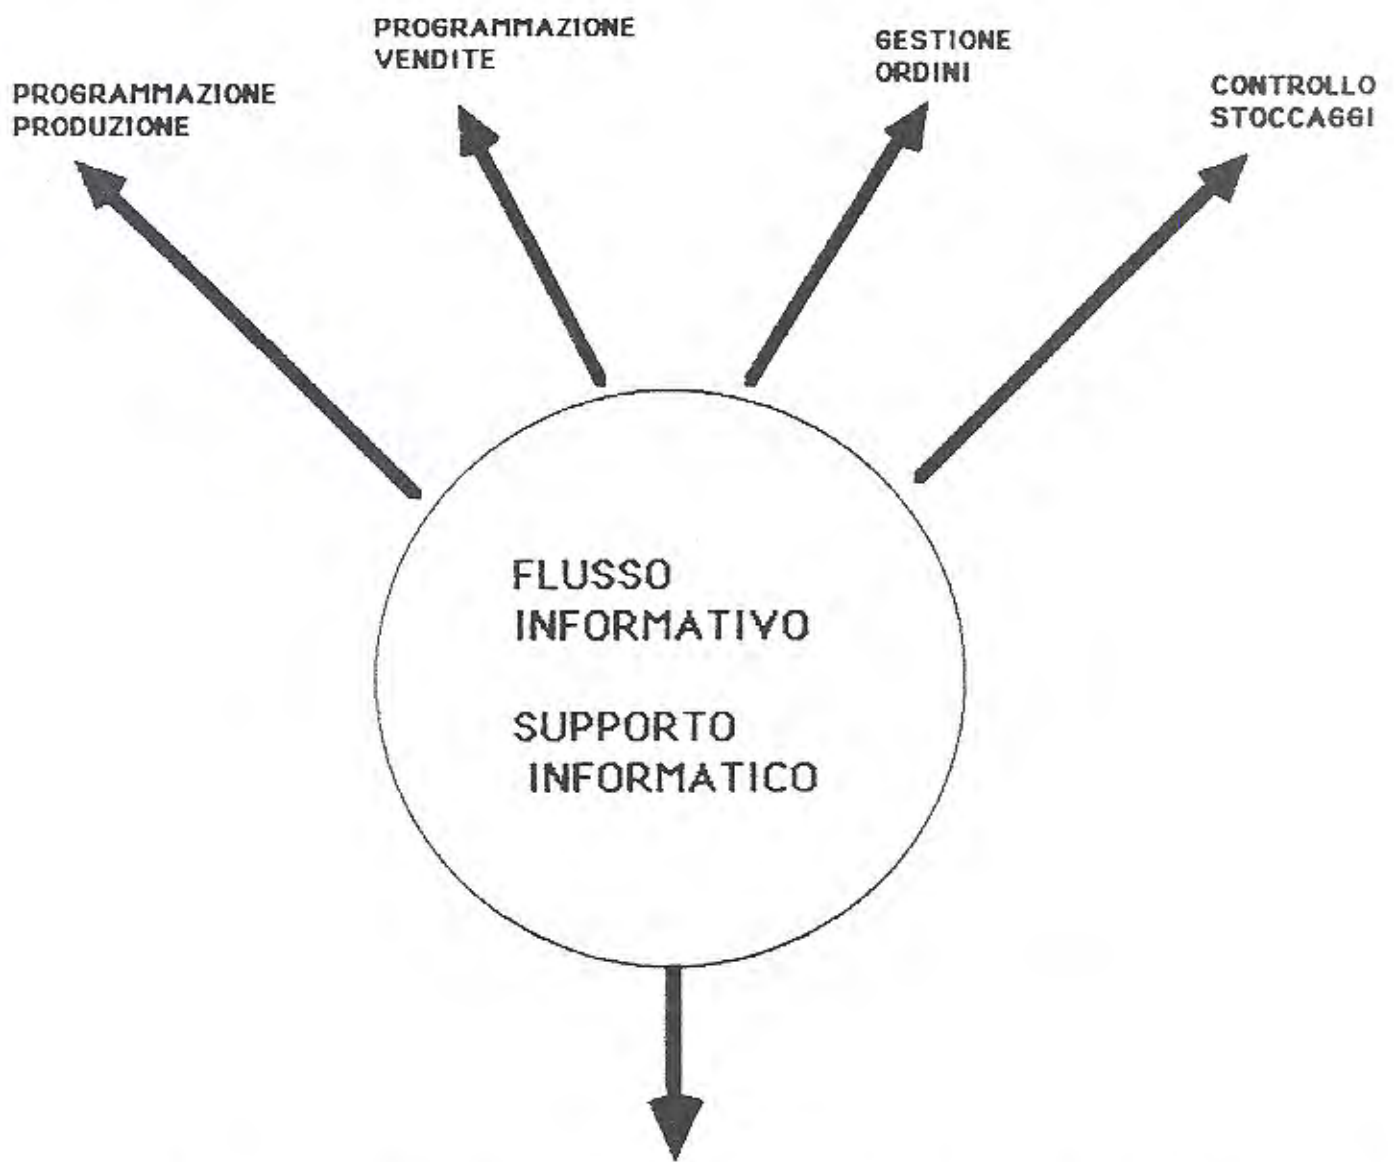 PROGRAMMAZIONE
VENDITE
GESTIONE
ORDINI
PROGRAMMAZIONE
PRODUZIONE
CONTROLLO
STOCCAGGI
FLUSSO
INFORMATIVO
SUPPORTO
INFORMATICO